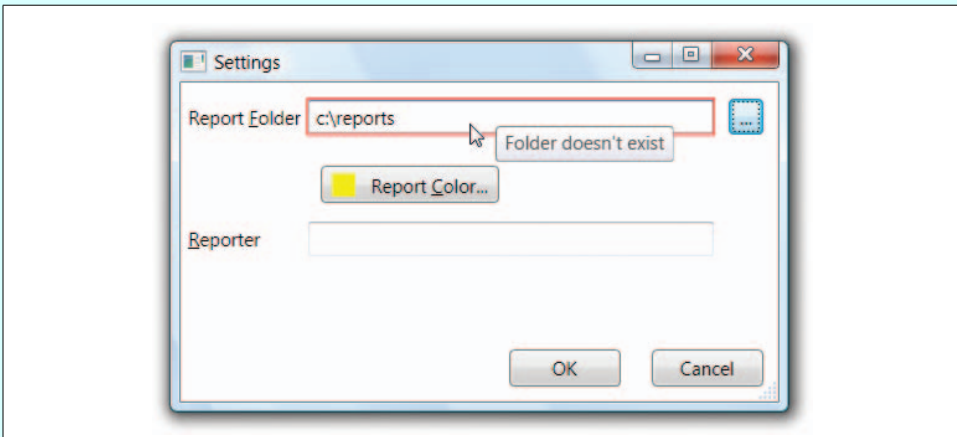 Settings
Report Folder c:\reports ...
Folder doesn't exist
Report Color...
Reporter
OK Cancel